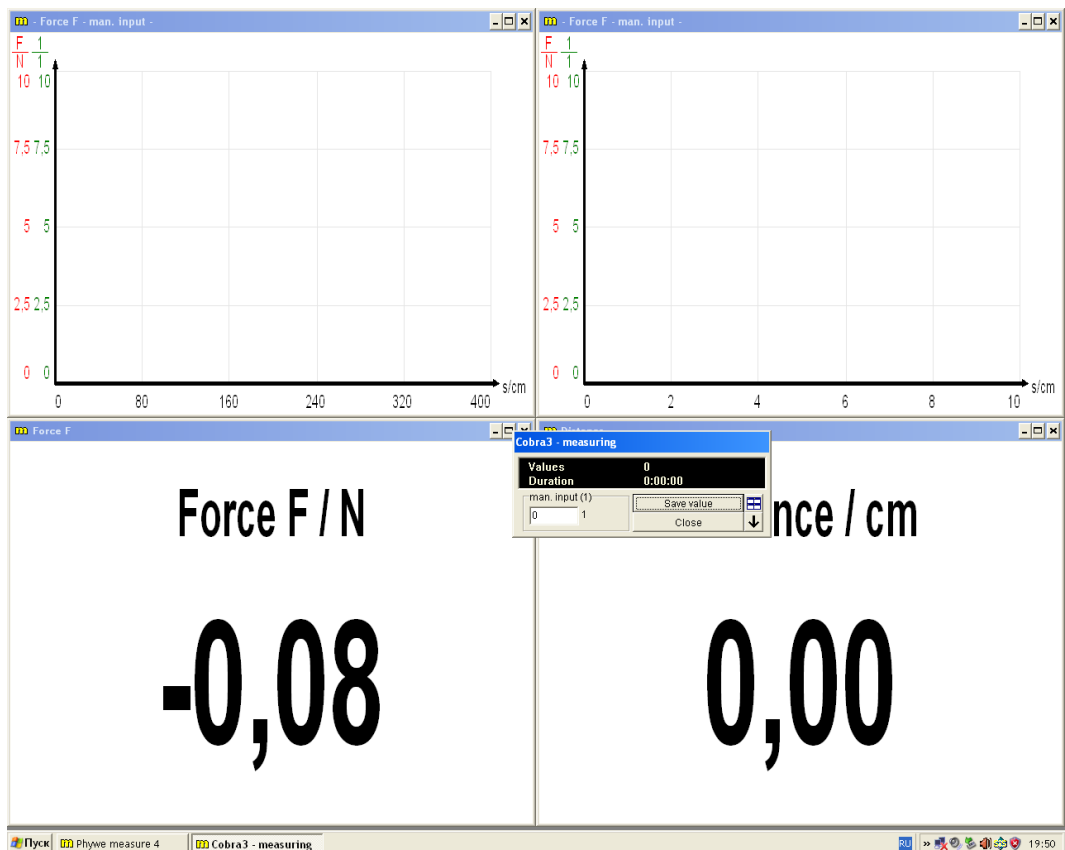 m - Force F - man. input -
F 1
N 1
10 10
7,5 7,5
5 5
2,5 2,5
0 0
0 80 160 240 320 400
s/cm
m - Force F - man. input -
F 1
N 1
10 10
7,5 7,5
5 5
2,5 2,5
0 0
0 2 4 6 8 10
s/cm
m Force F
Force F / N
-0,08
nce / cm
0,00
Cobra3 - measuring
Values 0
Duration 0:00:00
man. input (1)
0 1
Save value
Close
Пуск
m Phywe measure 4
m Cobra3 - measuring
RU
» 19:50